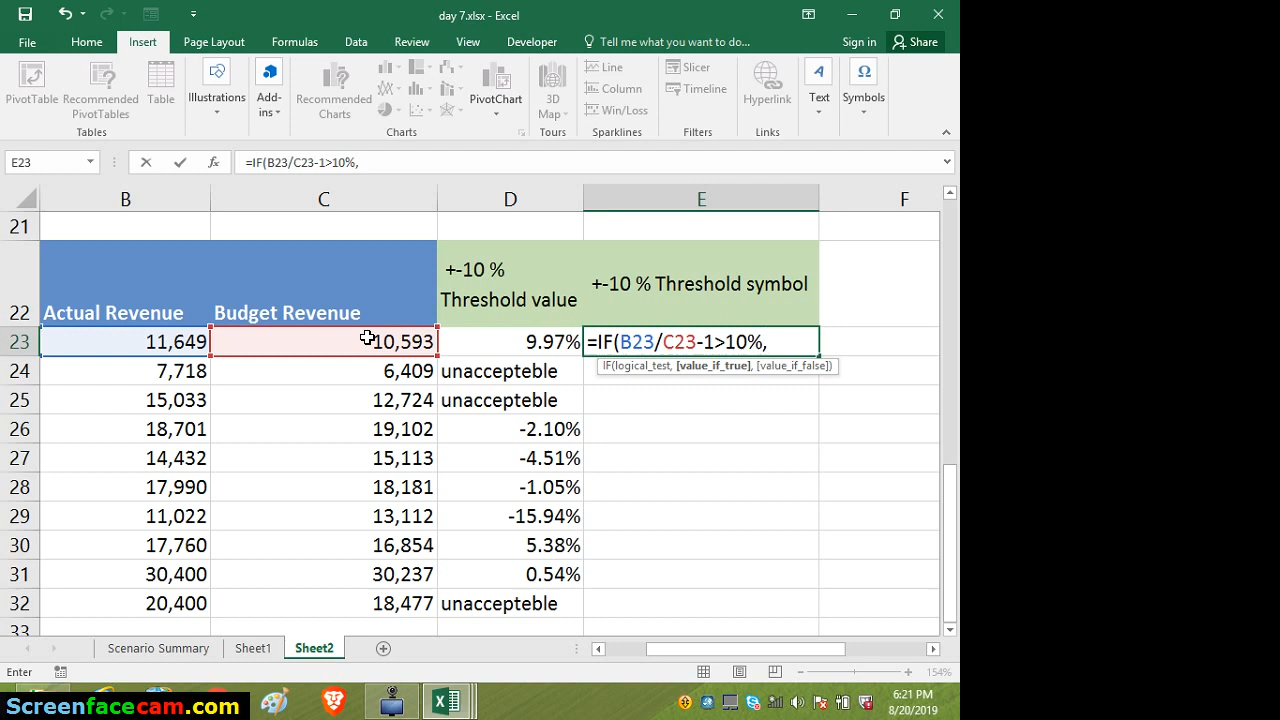 day 7.xlsx - Excel
File Home Insert Page Layout Formulas Data Review View Developer Tell me what you want to do... Sign in Share
PivotTable Recommended PivotTables Table
Tables
Illustrations
Add-ins
Recommended Charts
PivotChart
Charts
3D Map
Tours
Line
Column
Win/Loss
Sparklines
Slicer
Timeline
Filters
Hyperlink
Links
Text
Symbols
E23 fx =IF(B23/C23-1>10%,
B C D E F
21
22 Actual Revenue Budget Revenue +-10 % Threshold value +-10 % Threshold symbol
23 11,649 10,593 9.97% =IF(B23/C23-1>10%,
IF(logical_test, [value_if_true], [value_if_false])
24 7,718 6,409 unaccepteble
25 15,033 12,724 unaccepteble
26 18,701 19,102 -2.10%
27 14,432 15,113 -4.51%
28 17,990 18,181 -1.05%
29 11,022 13,112 -15.94%
30 17,760 16,854 5.38%
31 30,400 30,237 0.54%
32 20,400 18,477 unaccepteble
33
Scenario Summary Sheet1 Sheet2
Enter 154%
Screenfacecam.com
6:21 PM
8/20/2019